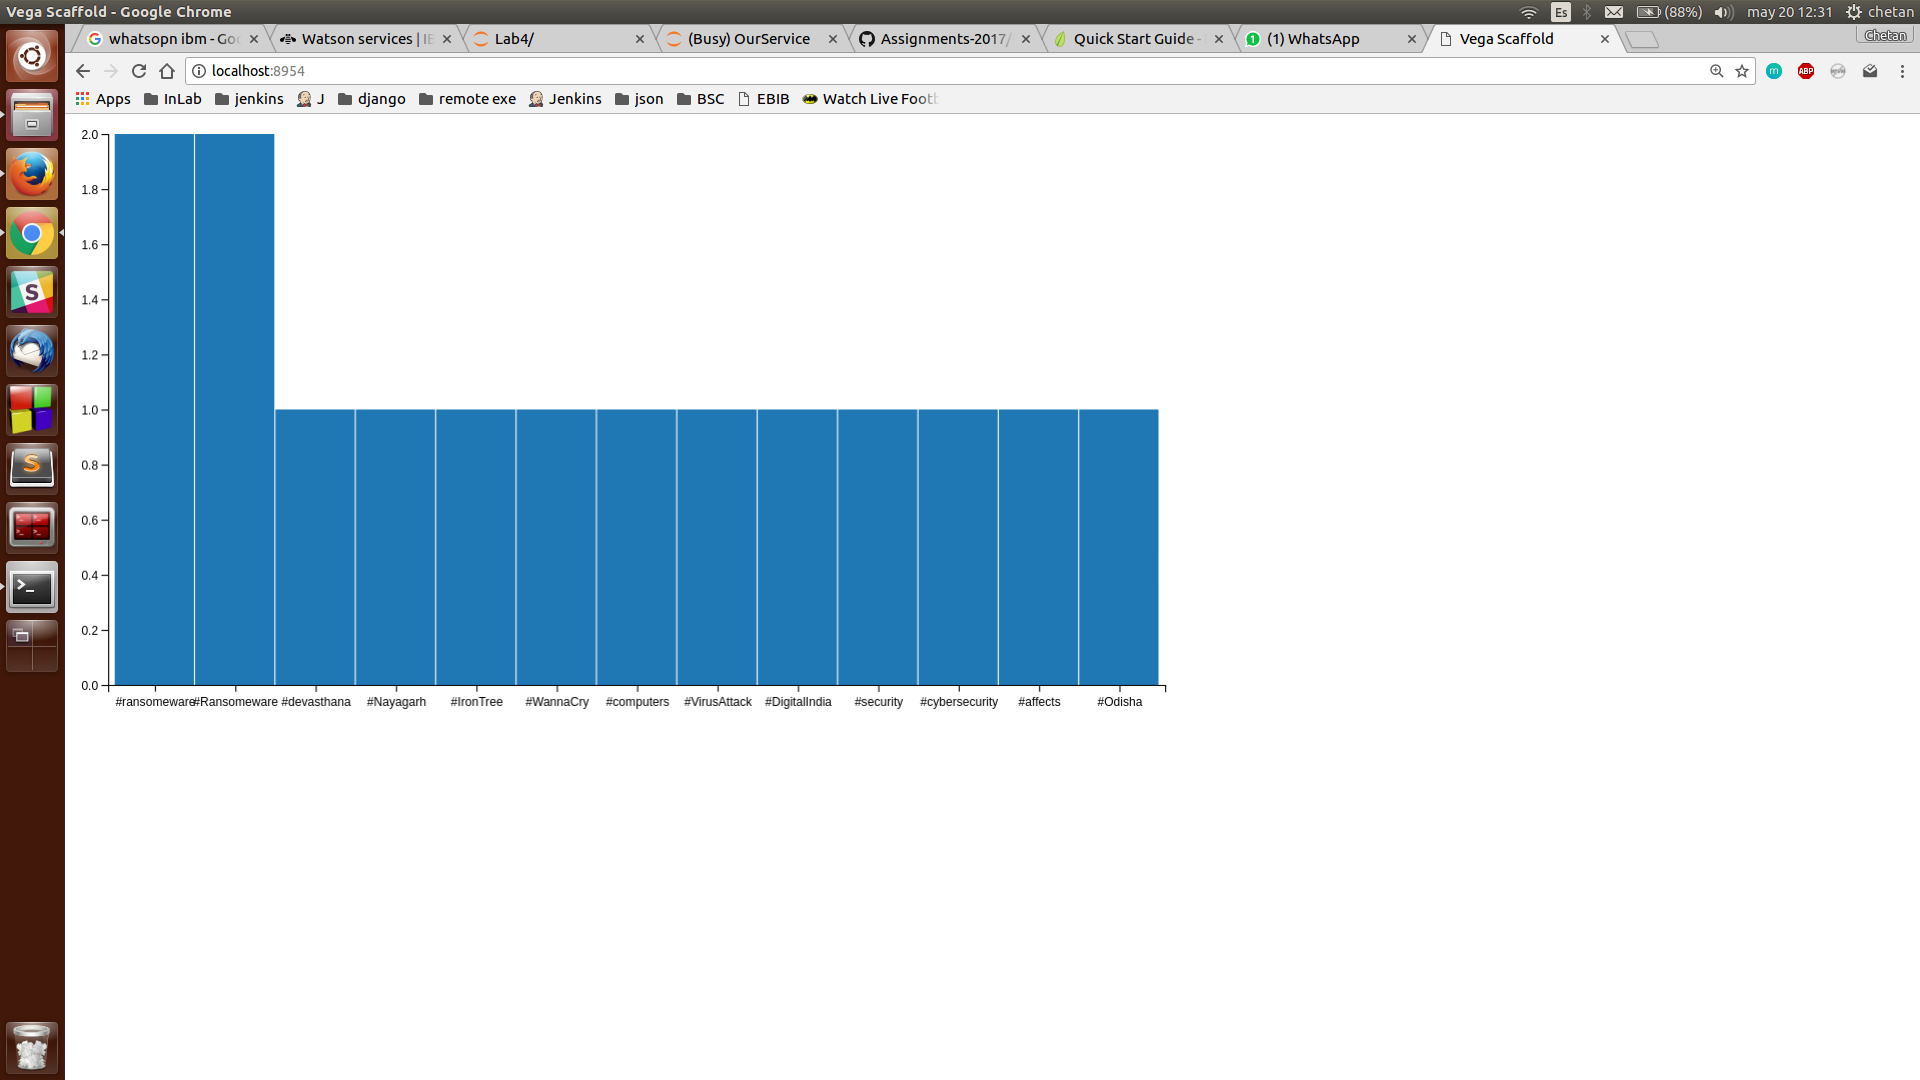 Vega Scaffold - Google Chrome
Es (88%) may 20 12:31 chetan
whatsopn ibm - Goo
Watson services | IB
Lab4/
(Busy) OurService
Assignments-2017/
Quick Start Guide -
(1) WhatsApp
Vega Scaffold
Chetan
localhost:8954
ABP
Apps InLab jenkins J django remote exe Jenkins json BSC EBIB Watch Live Footb
2.0
1.8
1.6
1.4
1.2
1.0
0.8
0.6
0.4
0.2
0.0
#ransomeware #Ransomeware #devasthana #Nayagarh #IronTree #WannaCry #computers #VirusAttack #DigitalIndia #security #cybersecurity #affects #Odisha